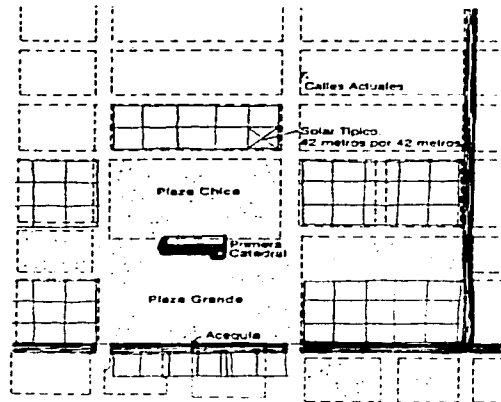 Calles Actuales
Solar Tipico
42 metros por 42 metros
Plaza Chica
Primera
Catedral
Plaza Grande
Acequia